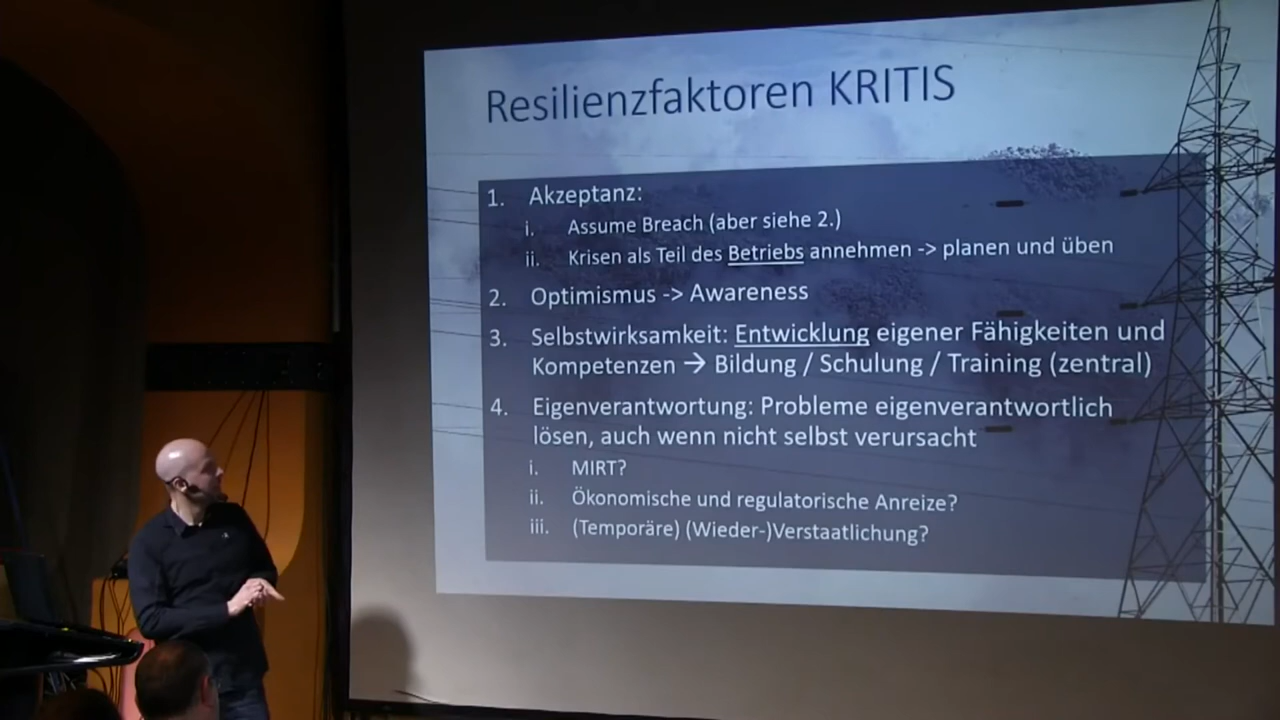 Resilienzfaktoren KRITIS
1. Akzeptanz:
i. Assume Breach (aber siehe 2.)
ii. Krisen als Teil des Betriebs annehmen -> planen und üben
2. Optimismus -> Awareness
3. Selbstwirksamkeit: Entwicklung eigener Fähigkeiten und
Kompetenzen → Bildung / Schulung / Training (zentral)
4. Eigenverantwortung: Probleme eigenverantwortlich
lösen, auch wenn nicht selbst verursacht
i. MIRT?
ii. Ökonomische und regulatorische Anreize?
iii. (Temporäre) (Wieder-)Verstaatlichung?